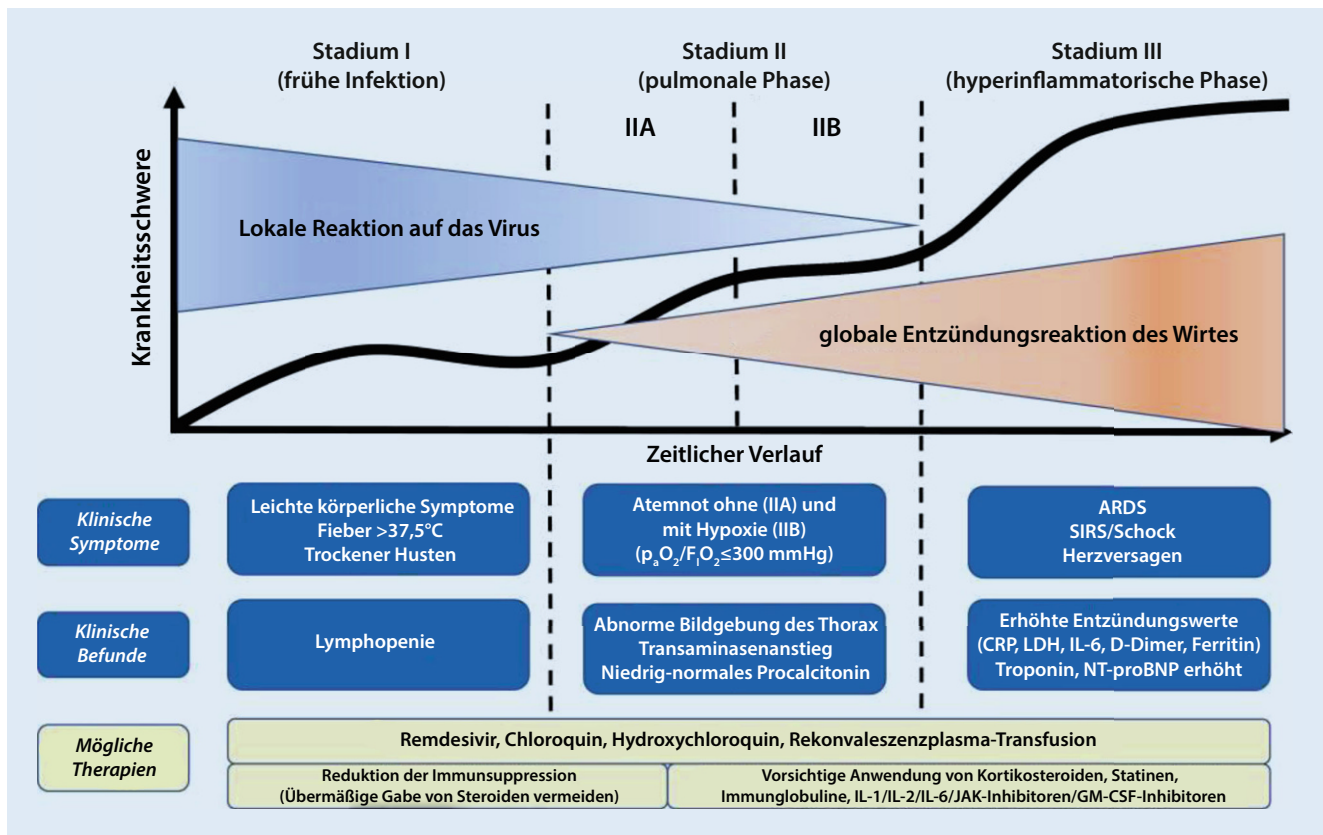 Stadium I
(frühe Infektion)
Stadium II
(pulmonale Phase)
Stadium III
(hyperinflammatorische Phase)
IIA
IIB
Krankheitsschwere
Lokale Reaktion auf das Virus
globale Entzündungsreaktion des Wirtes
Zeitlicher Verlauf
Klinische
Symptome
Leichte körperliche Symptome
Fieber >37,5°C
Trockener Husten
Atemnot ohne (IIA) und
mit Hypoxie (IIB)
(pₐO₂/FᵢO₂≤300 mmHg)
ARDS
SIRS/Schock
Herzversagen
Klinische
Befunde
Lymphopenie
Abnorme Bildgebung des Thorax
Transaminasenanstieg
Niedrig-normales Procalcitonin
Erhöhte Entzündungswerte
(CRP, LDH, IL-6, D-Dimer, Ferritin)
Troponin, NT-proBNP erhöht
Mögliche
Therapien
Remdesivir, Chloroquin, Hydroxychloroquin, Rekonvaleszenzplasma-Transfusion
Reduktion der Immunsuppression
(Übermäßige Gabe von Steroiden vermeiden)
Vorsichtige Anwendung von Kortikosteroiden, Statinen,
Immunglobuline, IL-1/IL-2/IL-6/JAK-Inhibitoren/GM-CSF-Inhibitoren